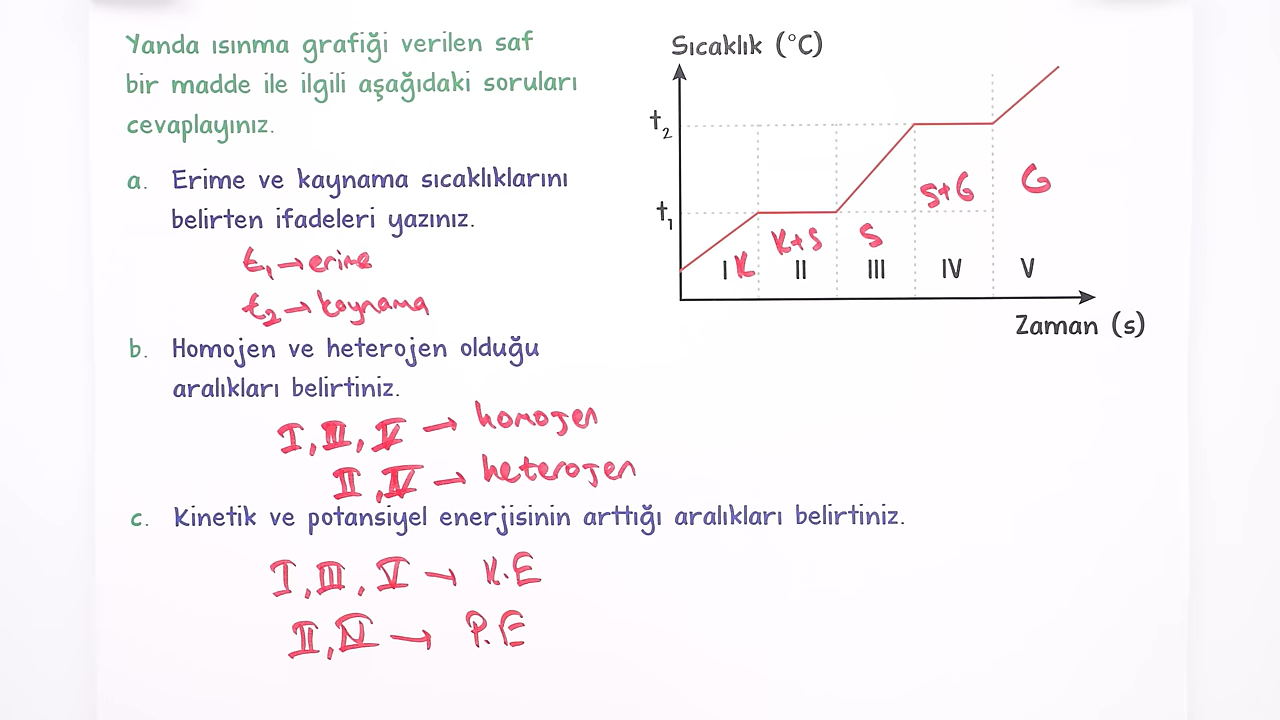 Yanda ısınma grafiği verilen saf
bir madde ile ilgili aşağıdaki soruları
cevaplayınız.
a. Erime ve kaynama sıcaklıklarını
belirten ifadeleri yazınız.
t₁ → erime
t₂ → kaynama
b. Homojen ve heterojen olduğu
aralıkları belirtiniz.
I, III, V → homojen
II, IV → heterojen
c. Kinetik ve potansiyel enerjisinin arttığı aralıkları belirtiniz.
I, III, V → K.E
II, IV → P.E
Sıcaklık (°C)
t₂
S+G G
t₁
K+S S
I K II III IV V
Zaman (s)